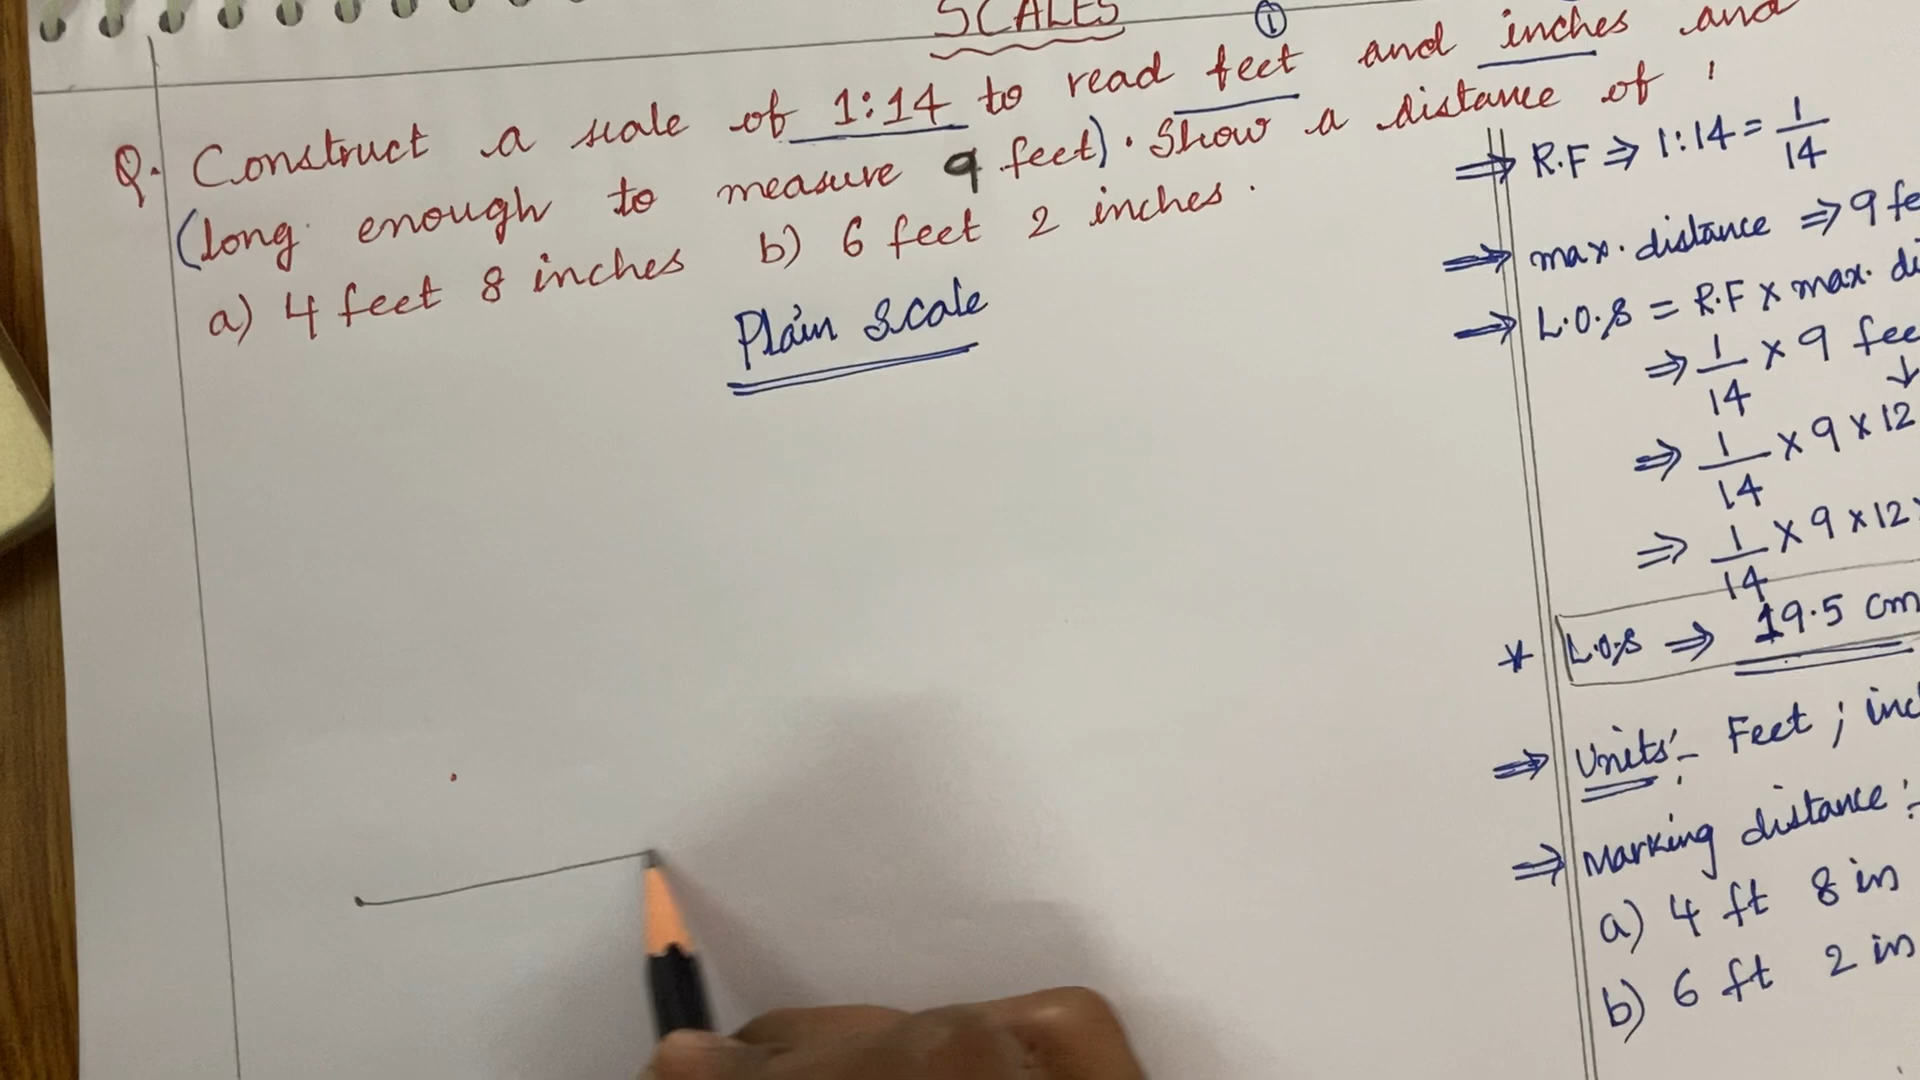 SCALES
①
Q. Construct a scale of 1:14 to read feet and inches and
(long enough to measure 9 feet). Show a distance of
a) 4 feet 8 inches b) 6 feet 2 inches.
Plain Scale
⇒ R.F ⇒ 1:14 = 1/14
⇒ max. distance ⇒ 9 fe
⇒ L.O.S = R.F × max. di
⇒ 1/14 × 9 fee
↓
⇒ 1/14 × 9 × 12
⇒ 1/14 × 9 × 12 ×
* L.O.S ⇒ 19.5 cm
⇒ Units:- Feet ; inc
⇒ Marking distance :-
a) 4 ft 8 in
b) 6 ft 2 in